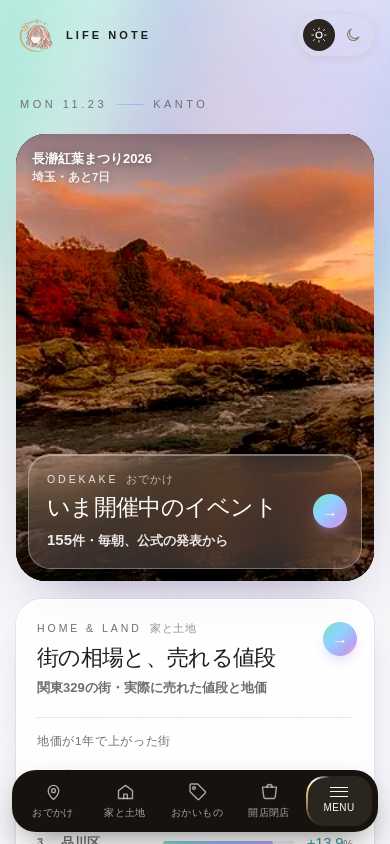 LIFE NOTE
MON 11.23 KANTO
長瀞紅葉まつり2026
埼玉・あと7日
ODEKAKE おでかけ
いま開催中のイベント
→
155件・毎朝、公式の発表から
HOME & LAND 家と土地
街の相場と、売れる値段
→
関東329の街・実際に売れた値段と地価
地価が1年で上がった街
3 品川区 +13.9%
おでかけ
家と土地
おかいもの
開店閉店
MENU